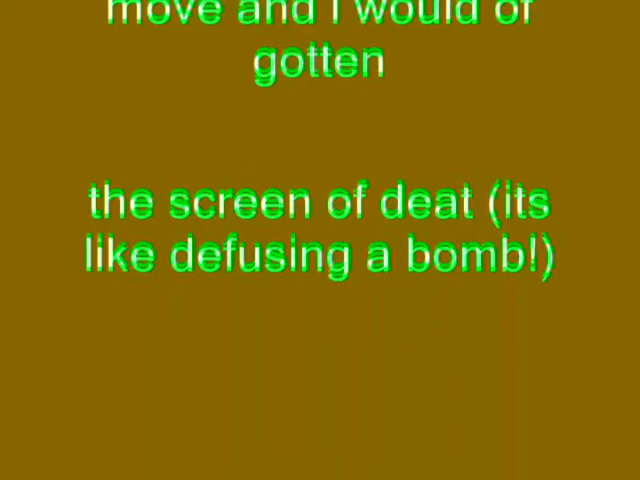 move and I would of
gotten
the screen of deat (its
like defusing a bomb!)